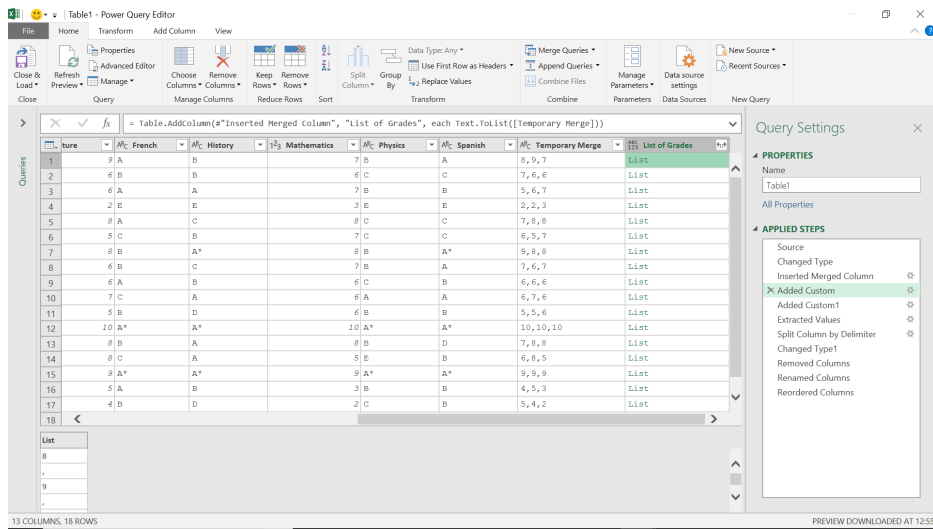 Table1 - Power Query Editor
File Home Transform Add Column View
Close & Load
Refresh Preview
Properties
Advanced Editor
Manage
Choose Columns
Remove Columns
Keep Rows
Remove Rows
Split Column
Group By
Data Type: Any
Use First Row as Headers
Replace Values
Merge Queries
Append Queries
Combine Files
Manage Parameters
Data source settings
New Source
Recent Sources
Close Query Manage Columns Reduce Rows Sort Transform Combine Parameters Data Sources New Query
fx = Table.AddColumn(#"Inserted Merged Column", "List of Grades", each Text.ToList([Temporary Merge]))
ture ABC French ABC History 123 Mathematics ABC Physics ABC Spanish ABC Temporary Merge ABC 123 List of Grades
1 9 A B 7 B A 8,9,7 List
2 6 B B 6 C C 7,6,6 List
3 6 A A 7 B B 5,6,7 List
4 2 E E 3 E E 2,2,3 List
5 8 A C 8 C C 7,8,8 List
6 5 C B 7 C C 6,5,7 List
7 8 B A* 8 B A* 9,8,8 List
8 6 B C 7 B A 7,6,7 List
9 6 A B 6 C B 6,6,6 List
10 7 C A 6 A A 6,7,6 List
11 5 B D 6 B B 5,5,6 List
12 10 A* A* 10 A* A* 10,10,10 List
13 8 B A 8 B D 7,8,8 List
14 8 C A 5 E B 6,8,5 List
15 9 A* A* 9 A* A* 9,9,9 List
16 5 A B 3 B B 4,5,3 List
17 4 B D 2 C B 5,4,2 List
18
Queries
List
8
,
9
,
Query Settings
PROPERTIES
Name
Table1
All Properties
APPLIED STEPS
Source
Changed Type
Inserted Merged Column
Added Custom
Added Custom1
Extracted Values
Split Column by Delimiter
Changed Type1
Removed Columns
Renamed Columns
Reordered Columns
13 COLUMNS, 18 ROWS
PREVIEW DOWNLOADED AT 12:55